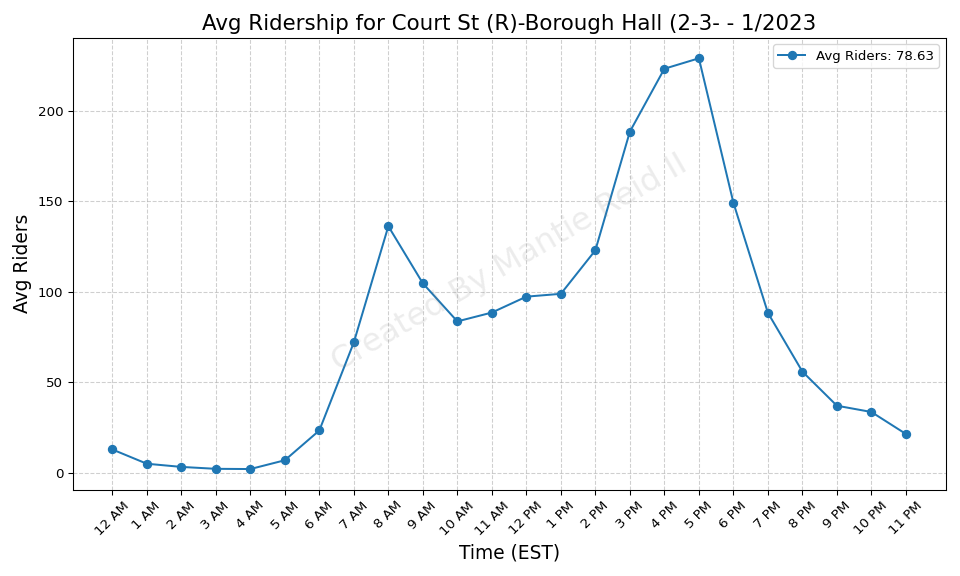 Avg Ridership for Court St (R)-Borough Hall (2-3- - 1/2023
Avg Riders: 78.63
Avg Riders
200
150
100
50
0
Created By Mantle Reid II
12 AM 1 AM 2 AM 3 AM 4 AM 5 AM 6 AM 7 AM 8 AM 9 AM 10 AM 11 AM 12 PM 1 PM 2 PM 3 PM 4 PM 5 PM 6 PM 7 PM 8 PM 9 PM 10 PM 11 PM
Time (EST)